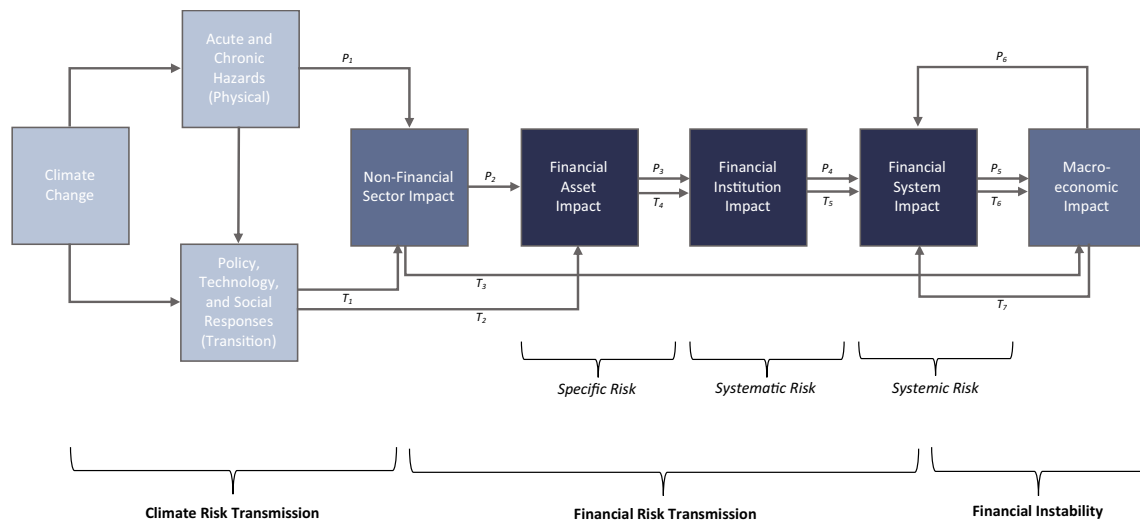 Acute and
Chronic
Hazards
(Physical)
P1
P6
Climate
Change
Non-Financial
Sector Impact
P2
Financial
Asset
Impact
P3
T4
Financial
Institution
Impact
P4
T5
Financial
System
Impact
P5
T6
Macro-
economic
Impact
Policy,
Technology,
and Social
Responses
(Transition)
T1
T2
T3
T7
Specific Risk
Systematic Risk
Systemic Risk
Climate Risk Transmission
Financial Risk Transmission
Financial Instability